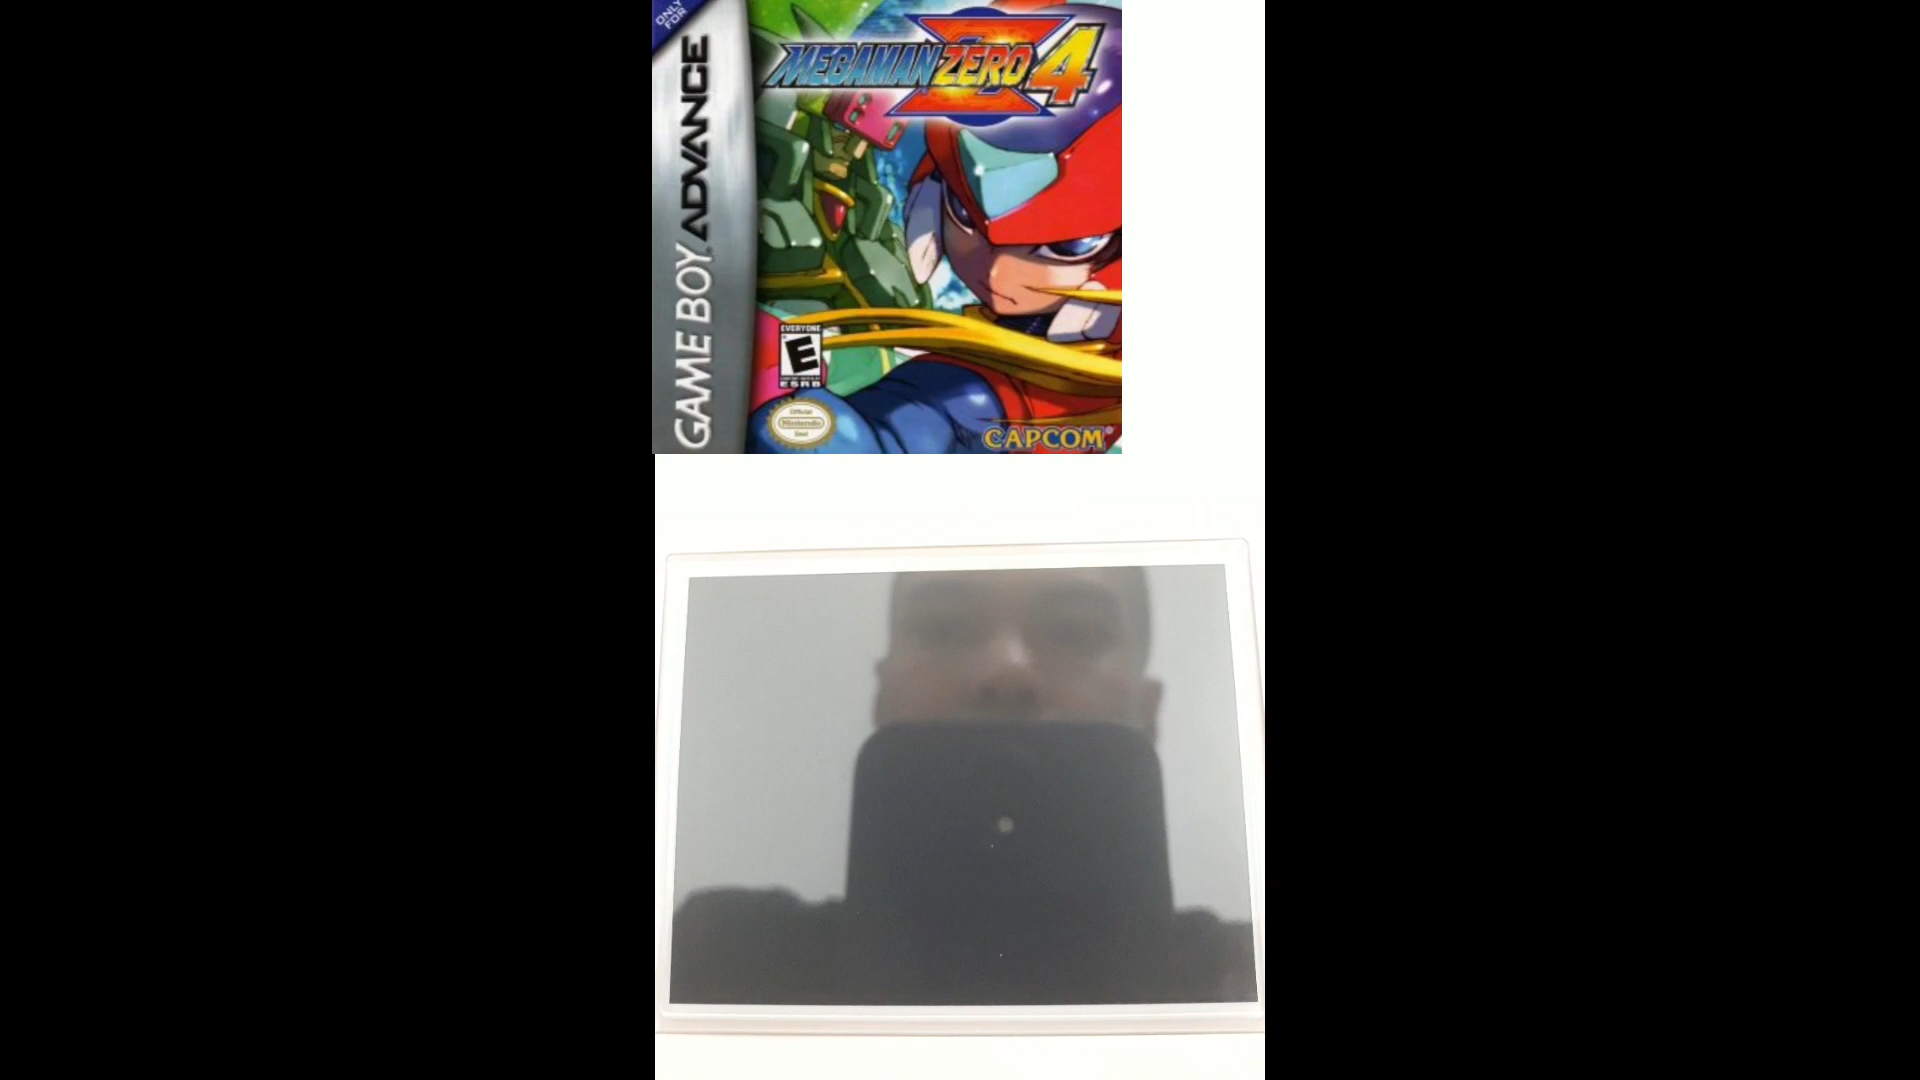 ONLY
FOR
GAME BOY ADVANCE
MEGAMAN ZERO 4
EVERYONE
E
ESRB
Official
Nintendo
Seal
CAPCOM